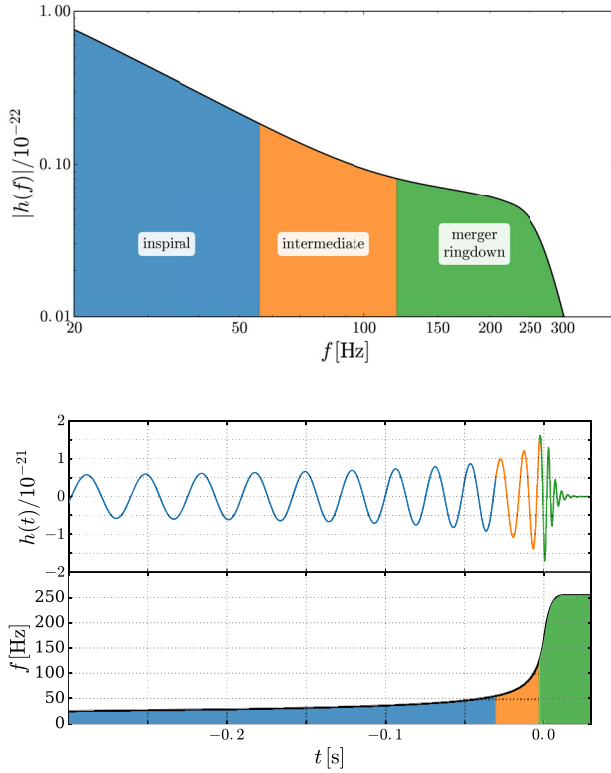 1.00
0.10
0.01
|h(f)|/10⁻²²
inspiral
intermediate
merger
ringdown
20 50 100 150 200 250 300
f [Hz]
2
1
0
−1
−2
h(t)/10⁻²¹
250
200
150
100
50
0
f [Hz]
−0.2 −0.1 0.0
t [s]